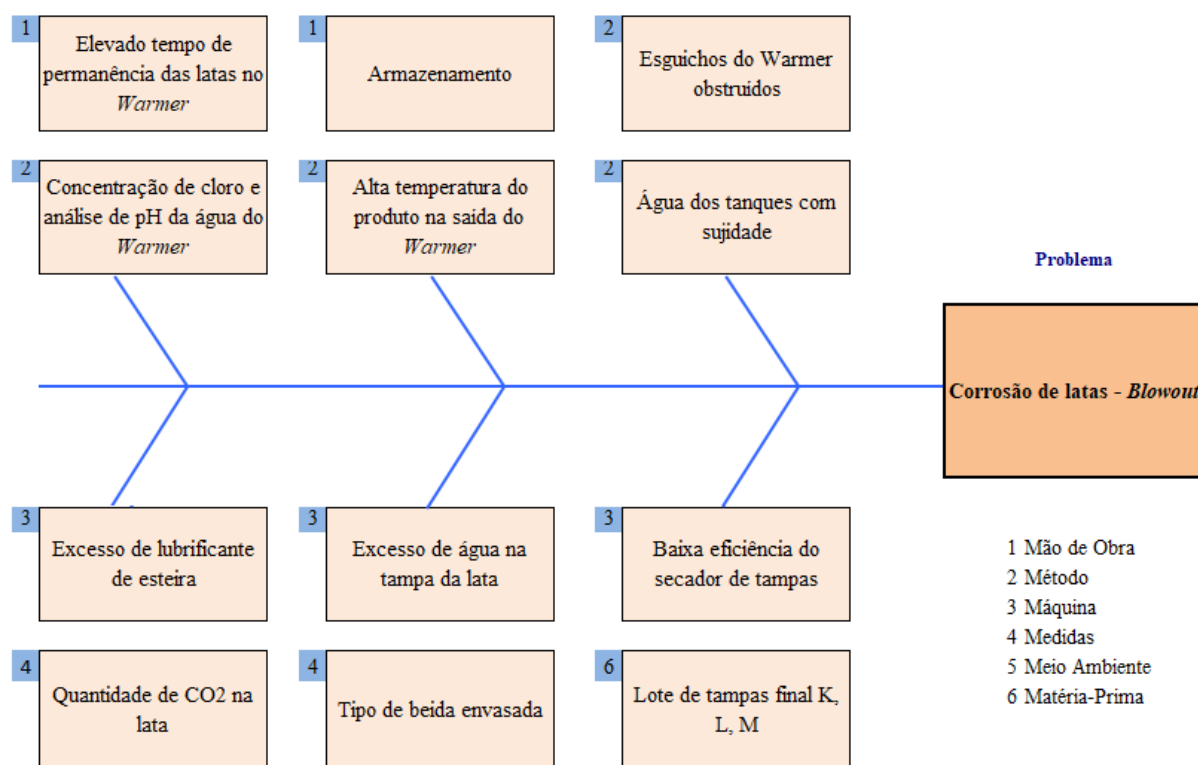 1
Elevado tempo de
permanência das latas no
Warmer
1
Armazenamento
2
Esguichos do Warmer
obstruidos
2
Concentração de cloro e
análise de pH da água do
Warmer
2
Alta temperatura do
produto na saida do
Warmer
2
Água dos tanques com
sujidade
Problema
Corrosão de latas - Blowout
3
Excesso de lubrificante
de esteira
3
Excesso de água na
tampa da lata
3
Baixa eficiência do
secador de tampas
4
Quantidade de CO2 na
lata
4
Tipo de beida envasada
6
Lote de tampas final K,
L, M
1 Mão de Obra
2 Método
3 Máquina
4 Medidas
5 Meio Ambiente
6 Matéria-Prima